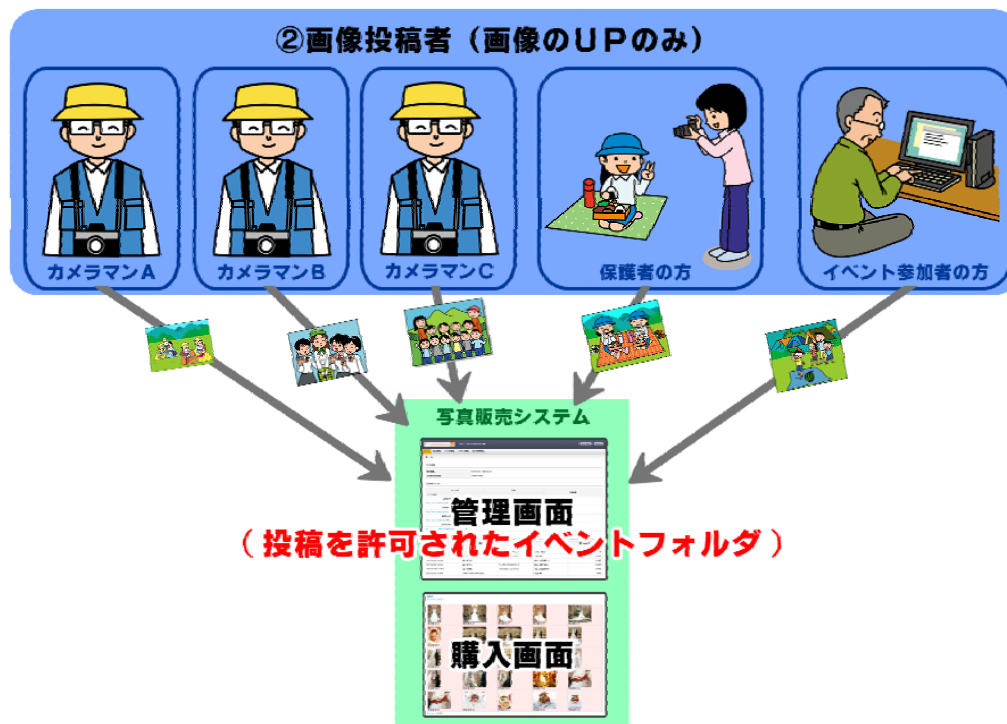 ②画像投稿者（画像のUPのみ）
カメラマンA
カメラマンB
カメラマンC
保護者の方
イベント参加者の方
写真販売システム
管理画面
（投稿を許可されたイベントフォルダ）
購入画面